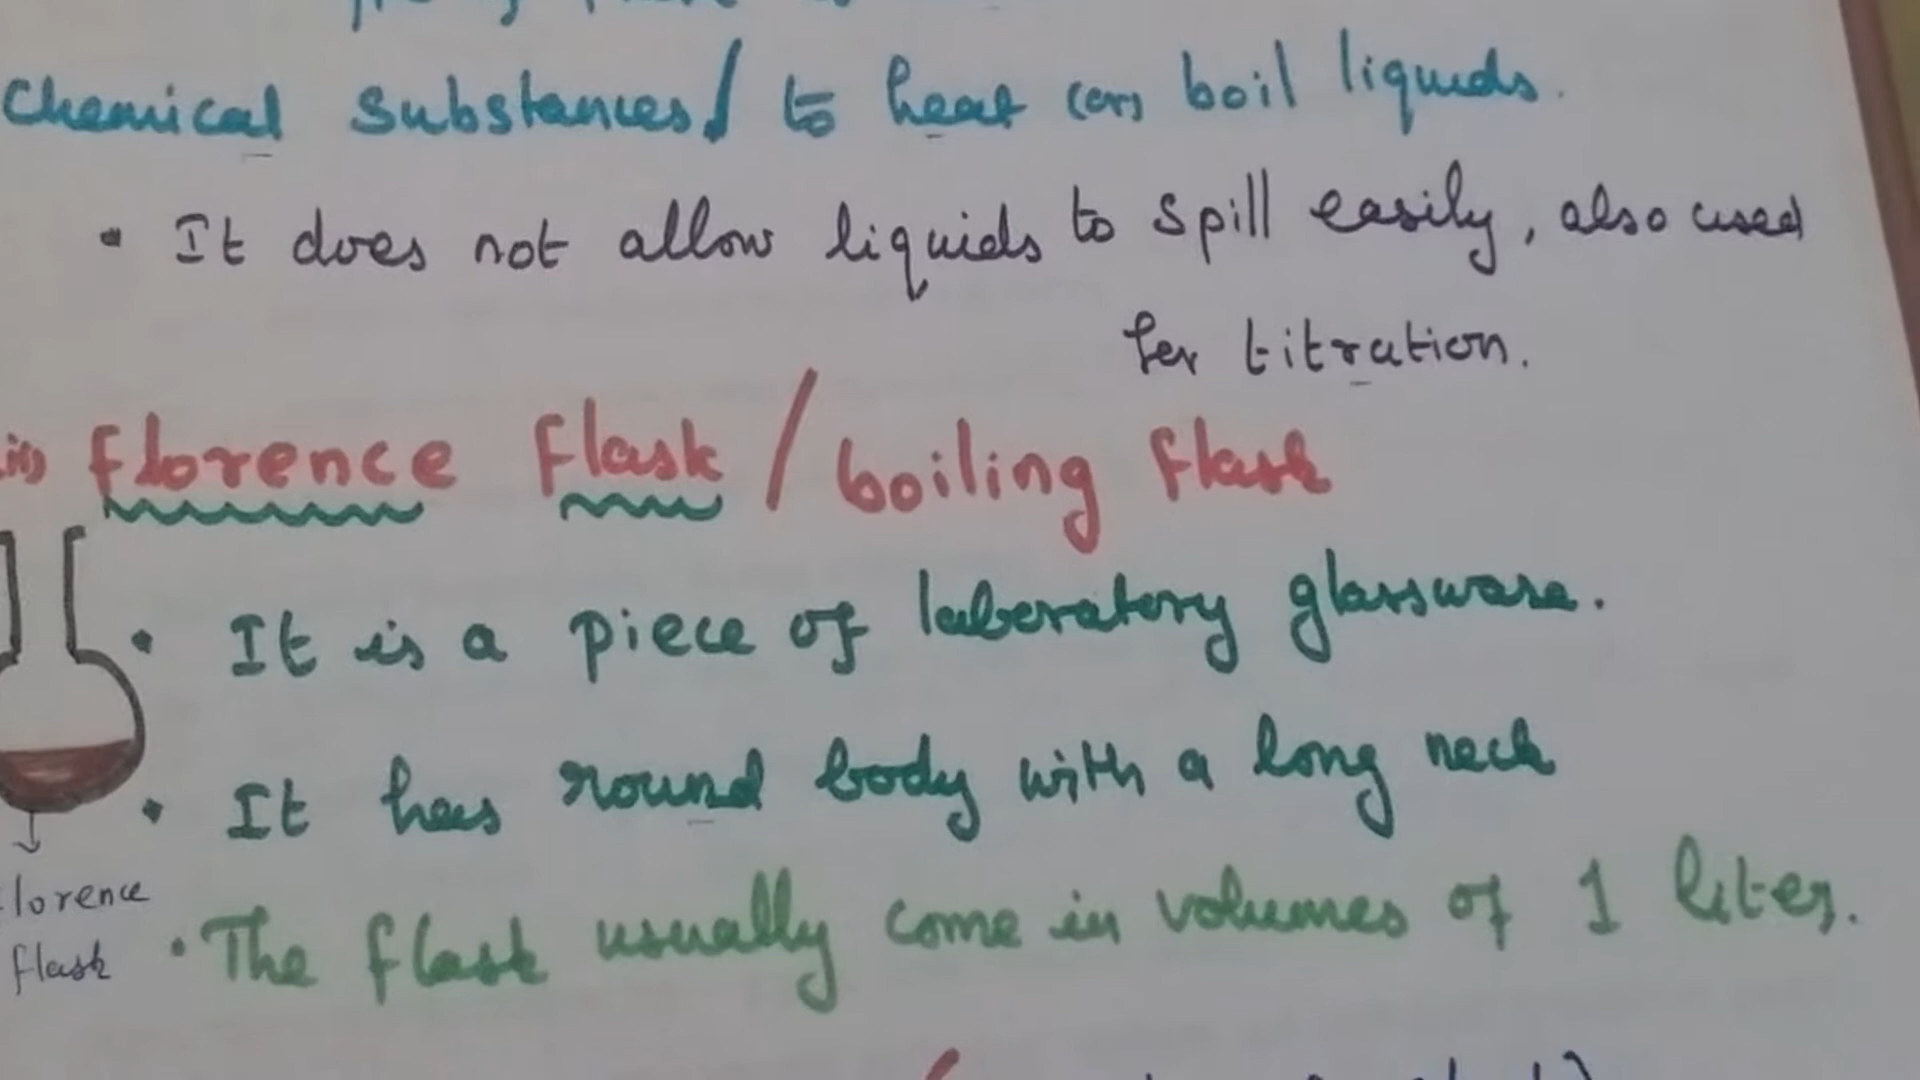 Chemical Substances / to heat (or) boil liquids.
• It does not allow liquids to spill easily, also used
for titration.
ii) florence flask / boiling flask
• It is a piece of laboratory glassware.
• It has round body with a long neck
• The flask usually come in volumes of 1 liter.
lorence
flask